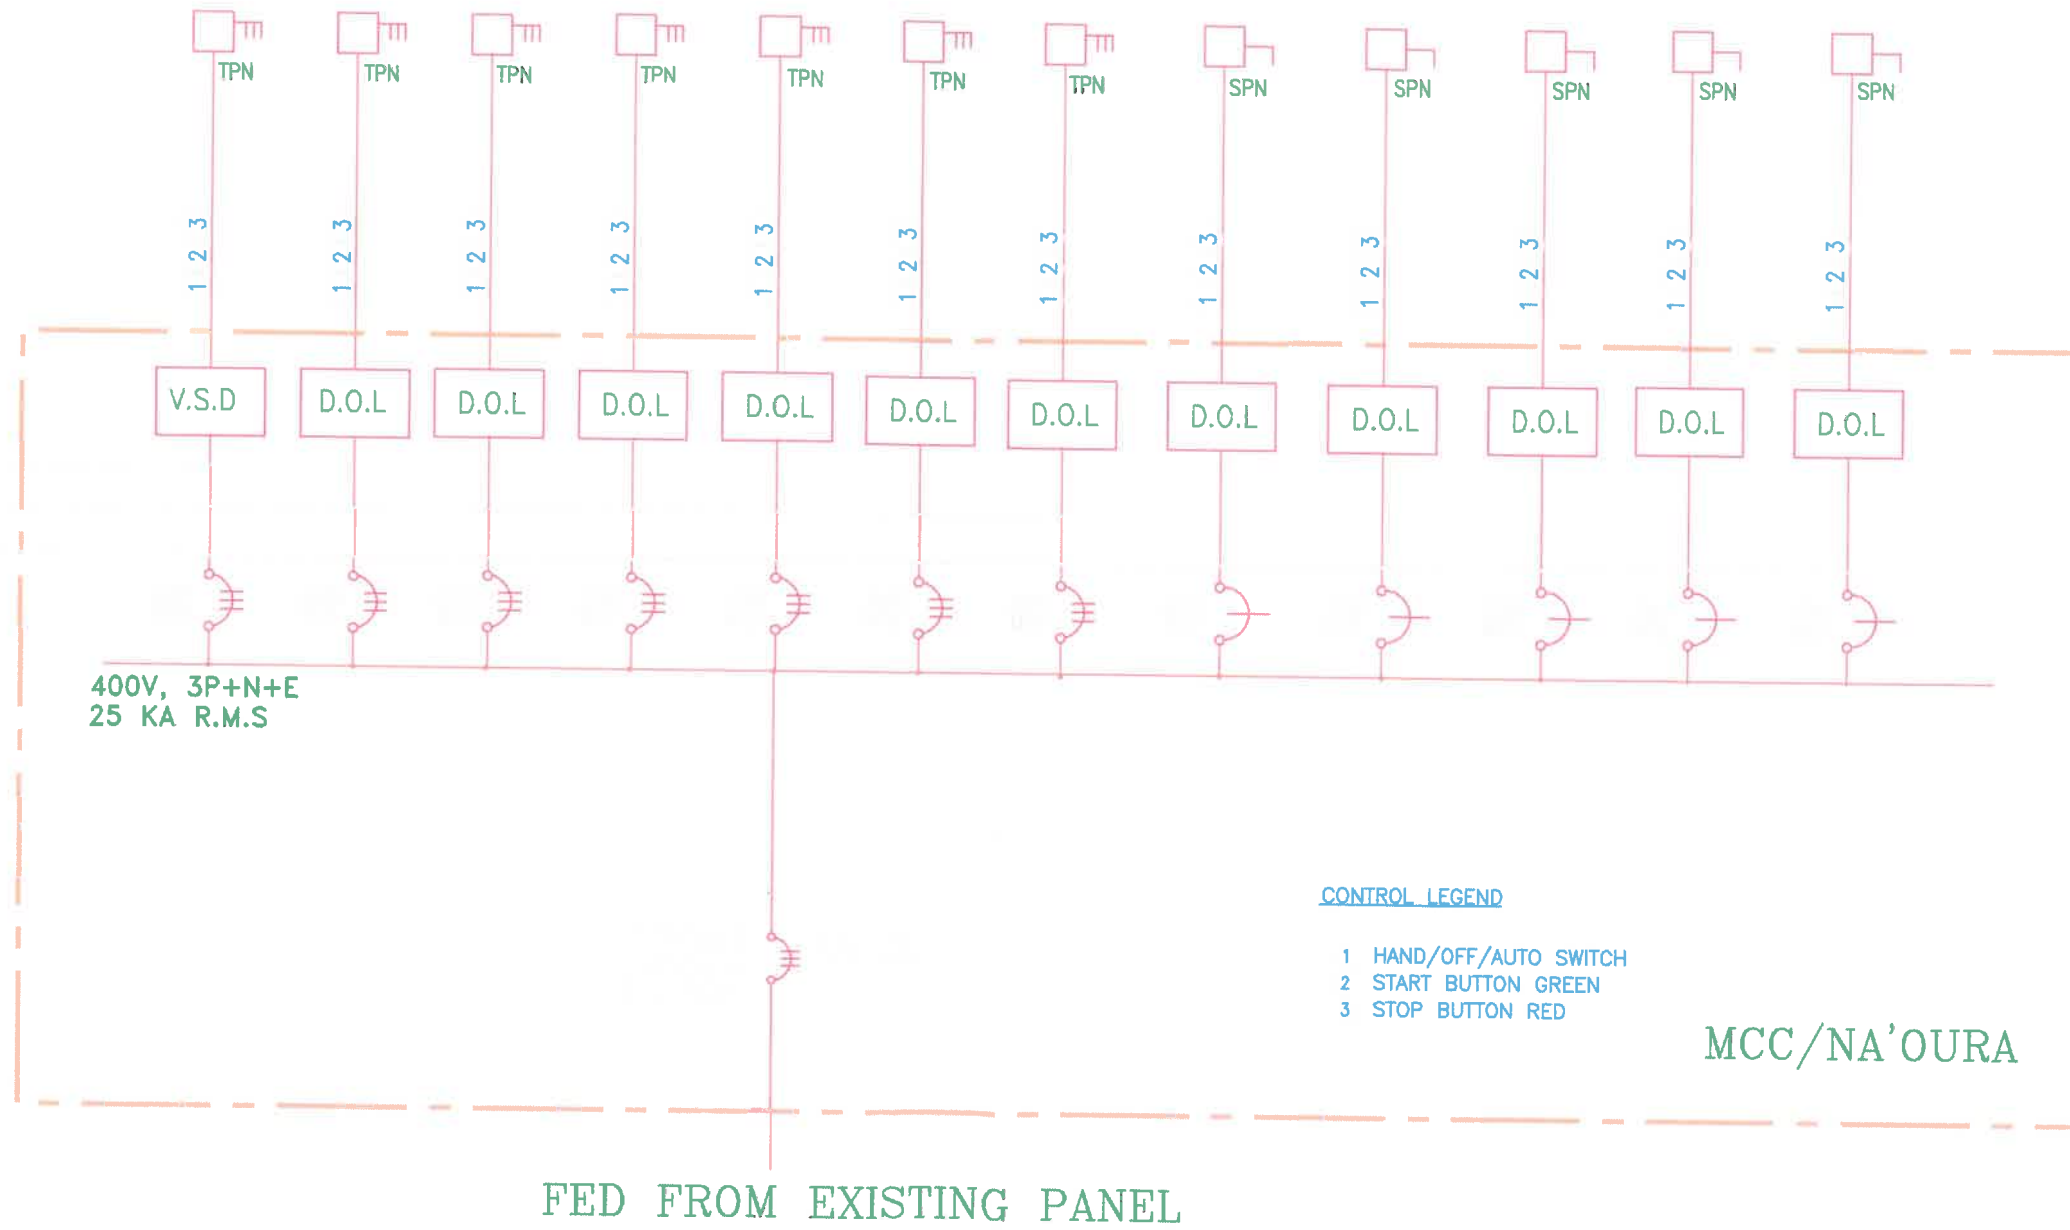 TPN TPN TPN TPN TPN TPN TPN SPN SPN SPN SPN SPN
1 2 3 1 2 3 1 2 3 1 2 3 1 2 3 1 2 3 1 2 3 1 2 3 1 2 3 1 2 3 1 2 3 1 2 3
V.S.D D.O.L D.O.L D.O.L D.O.L D.O.L D.O.L D.O.L D.O.L D.O.L D.O.L D.O.L
400V, 3P+N+E
25 KA R.M.S
CONTROL LEGEND
1 HAND/OFF/AUTO SWITCH
2 START BUTTON GREEN
3 STOP BUTTON RED
MCC/NA'OURA
FED FROM EXISTING PANEL